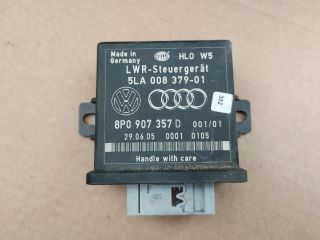 Made in
Germany
HLO W5
LWR-Steuergerät
5LA 008 379-01
302
8P0 907 357 D 001/01
29.06.05 0001 0105
Handle with care